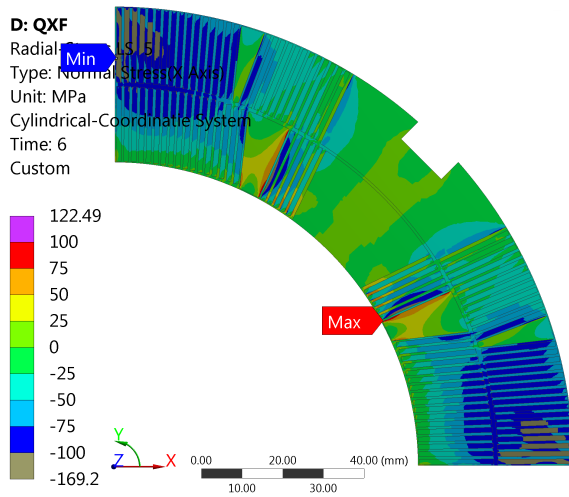 D: QXF
Radial-
Min
Type: Normal Stress(X Axis)
Unit: MPa
Cylindrical-Coordinatie System
Time: 6
Custom
122.49
100
75
50
25
0
-25
-50
-75
-100
-169.2
Max
Y
Z
X
0.00
20.00
40.00 (mm)
10.00
30.00